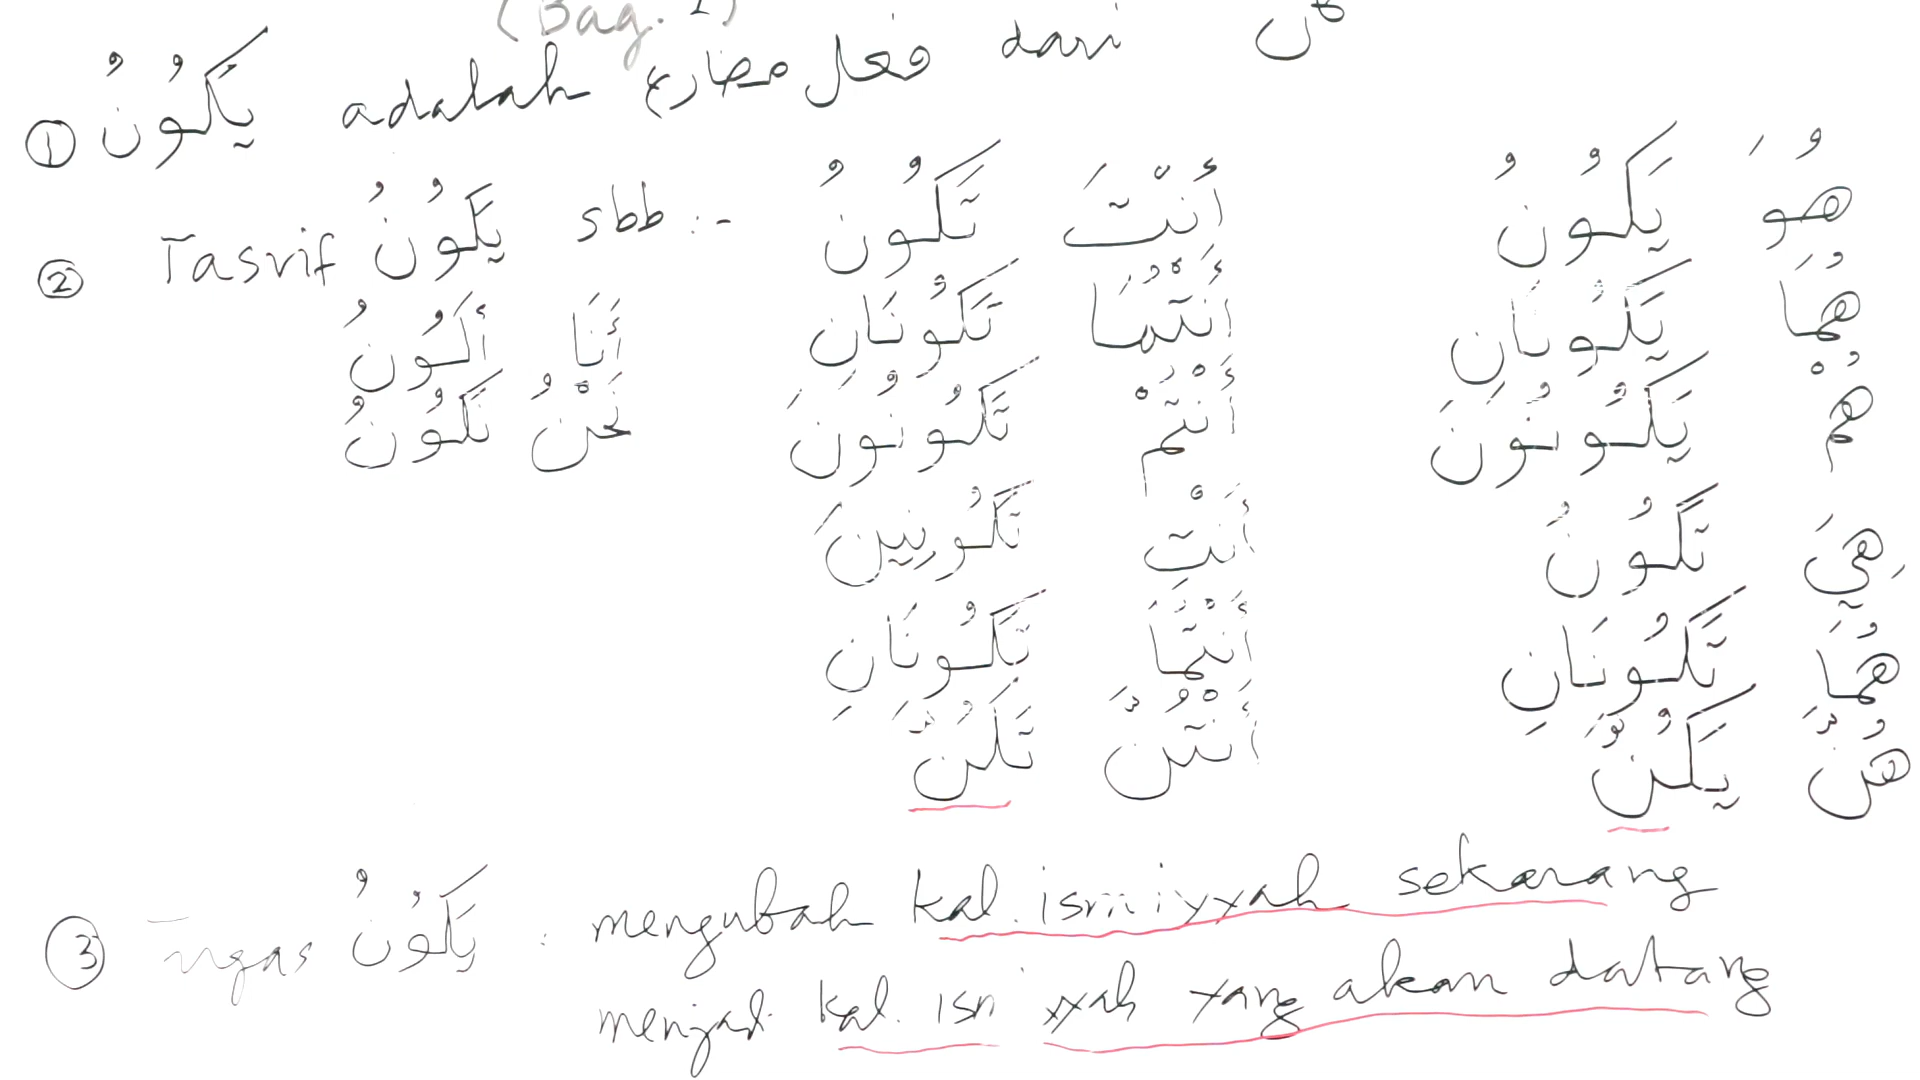 (Bag. 1)
① يَكُوْنُ adalah فعل مضارع dari كان
② Tasrif يَكُوْنُ sbb :-
هُوَ يَكُوْنُ أَنْتَ تَكُوْنُ
هُمَا يَكُوْنَانِ أَنْتُمَا تَكُوْنَانِ أَنَا أَكُوْنُ
هُمْ يَكُوْنُوْنَ أَنْتُمْ تَكُوْنُوْنَ نَحْنُ نَكُوْنُ
هِيَ تَكُوْنُ أَنْتِ تَكُوْنِيْنَ
هُمَا تَكُوْنَانِ أَنْتُمَا تَكُوْنَانِ
هُنَّ يَكُنَّ أَنْتُنَّ تَكُنَّ
③ Tugas يَكُوْنُ : mengubah kal. ismiyyah sekarang
menjadi kal. ismiyyah yang akan datang